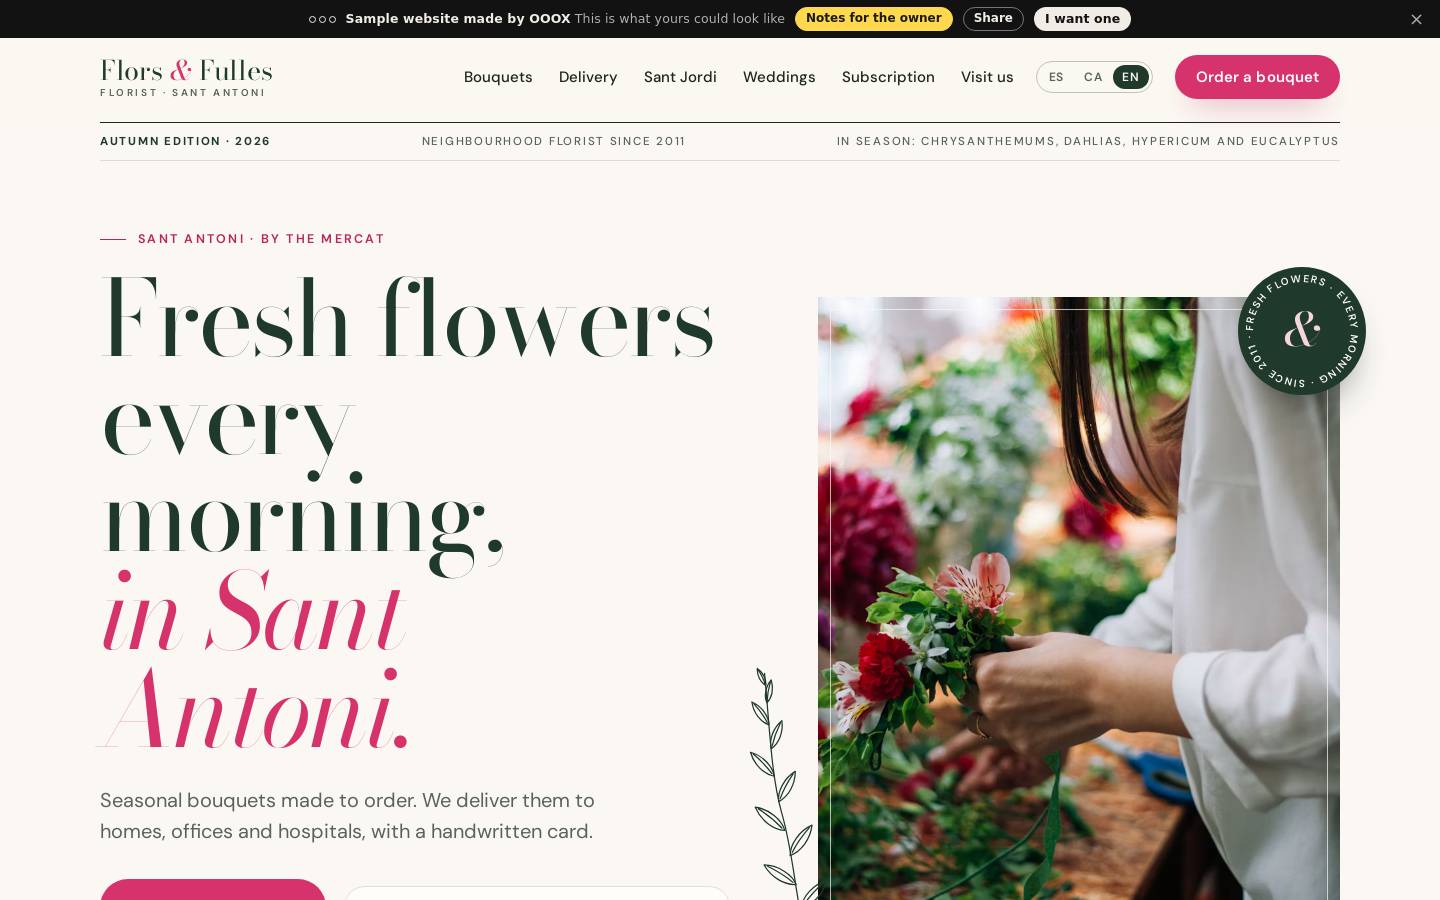 Sample website made by OOOX This is what yours could look like Notes for the owner Share I want one ×
Flors & Fulles
FLORIST · SANT ANTONI
Bouquets Delivery Sant Jordi Weddings Subscription Visit us ES CA EN Order a bouquet
AUTUMN EDITION · 2026 NEIGHBOURHOOD FLORIST SINCE 2011 IN SEASON: CHRYSANTHEMUMS, DAHLIAS, HYPERICUM AND EUCALYPTUS
SANT ANTONI · BY THE MERCAT
Fresh flowers
every
morning,
in Sant
Antoni.
FRESH FLOWERS · EVERY MORNING · SINCE 2011 ·
&
Seasonal bouquets made to order. We deliver them to
homes, offices and hospitals, with a handwritten card.